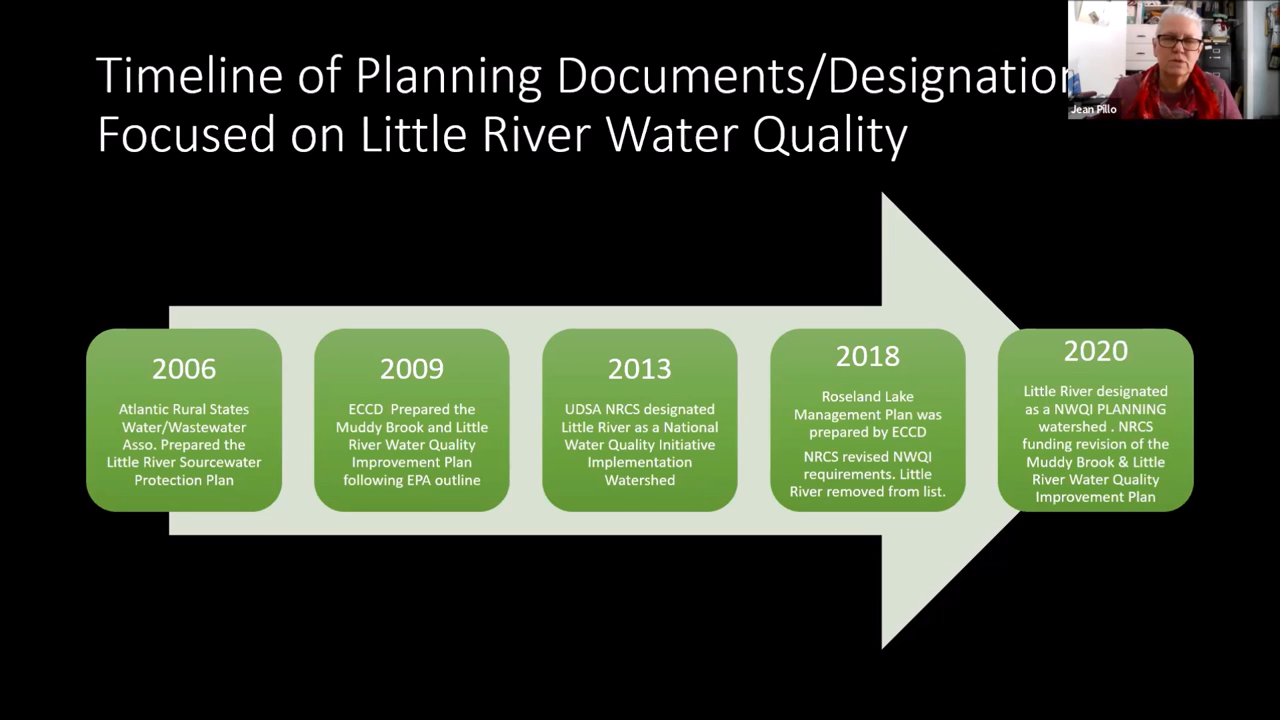 Timeline of Planning Documents/Designation
Focused on Little River Water Quality
Jean Pillo
2006
Atlantic Rural States
Water/Wastewater
Asso. Prepared the
Little River Sourcewater
Protection Plan
2009
ECCD Prepared the
Muddy Brook and Little
River Water Quality
Improvement Plan
following EPA outline
2013
UDSA NRCS designated
Little River as a National
Water Quality Initiative
Implementation
Watershed
2018
Roseland Lake
Management Plan was
prepared by ECCD
NRCS revised NWQI
requirements. Little
River removed from list.
2020
Little River designated
as a NWQI PLANNING
watershed . NRCS
funding revision of the
Muddy Brook & Little
River Water Quality
Improvement Plan